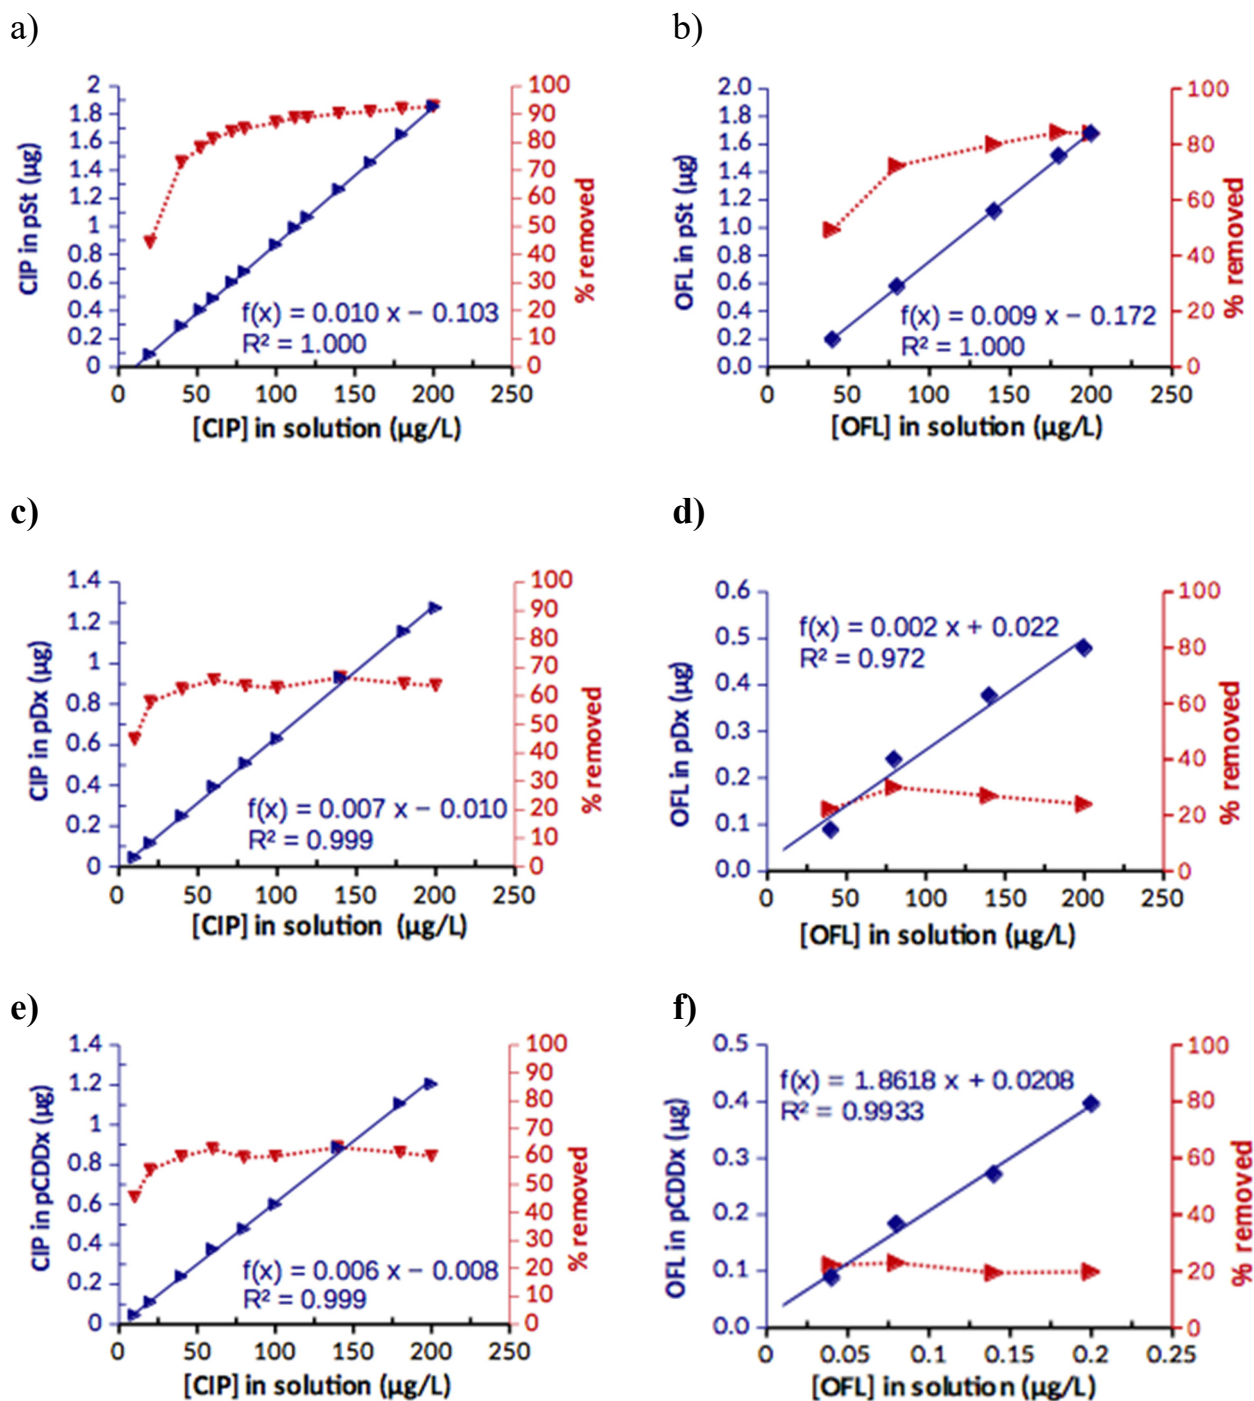 a)
CIP in pSt (µg)
2
1.8
1.6
1.4
1.2
1
0.8
0.6
0.4
0.2
0
100
90
80
70
60
50
40
30
20
10
0
% removed
f(x) = 0.010 x − 0.103
R² = 1.000
0 50 100 150 200 250
[CIP] in solution (µg/L)
b)
OFL in pSt (µg)
2.0
1.8
1.6
1.4
1.2
1.0
0.8
0.6
0.4
0.2
0.0
100
80
60
40
20
0
% removed
f(x) = 0.009 x − 0.172
R² = 1.000
0 50 100 150 200 250
[OFL] in solution (µg/L)
c)
CIP in pDx (µg)
1.4
1.2
1
0.8
0.6
0.4
0.2
0
100
90
80
70
60
50
40
30
20
10
0
% removed
f(x) = 0.007 x − 0.010
R² = 0.999
0 50 100 150 200 250
[CIP] in solution (µg/L)
d)
OFL in pDx (µg)
0.6
0.5
0.4
0.3
0.2
0.1
0.0
100
80
60
40
20
0
% removed
f(x) = 0.002 x + 0.022
R² = 0.972
0 50 100 150 200 250
[OFL] in solution (µg/L)
e)
CIP in pCDDx (µg)
1.4
1.2
1
0.8
0.6
0.4
0.2
0
100
90
80
70
60
50
40
30
20
10
0
% removed
f(x) = 0.006 x − 0.008
R² = 0.999
0 50 100 150 200 250
[CIP] in solution (µg/L)
f)
OFL in pCDDx (µg)
0.5
0.4
0.3
0.2
0.1
0.0
100
80
60
40
20
0
% removed
f(x) = 1.8618 x + 0.0208
R² = 0.9933
0 0.05 0.1 0.15 0.2 0.25
[OFL] in solution (µg/L)